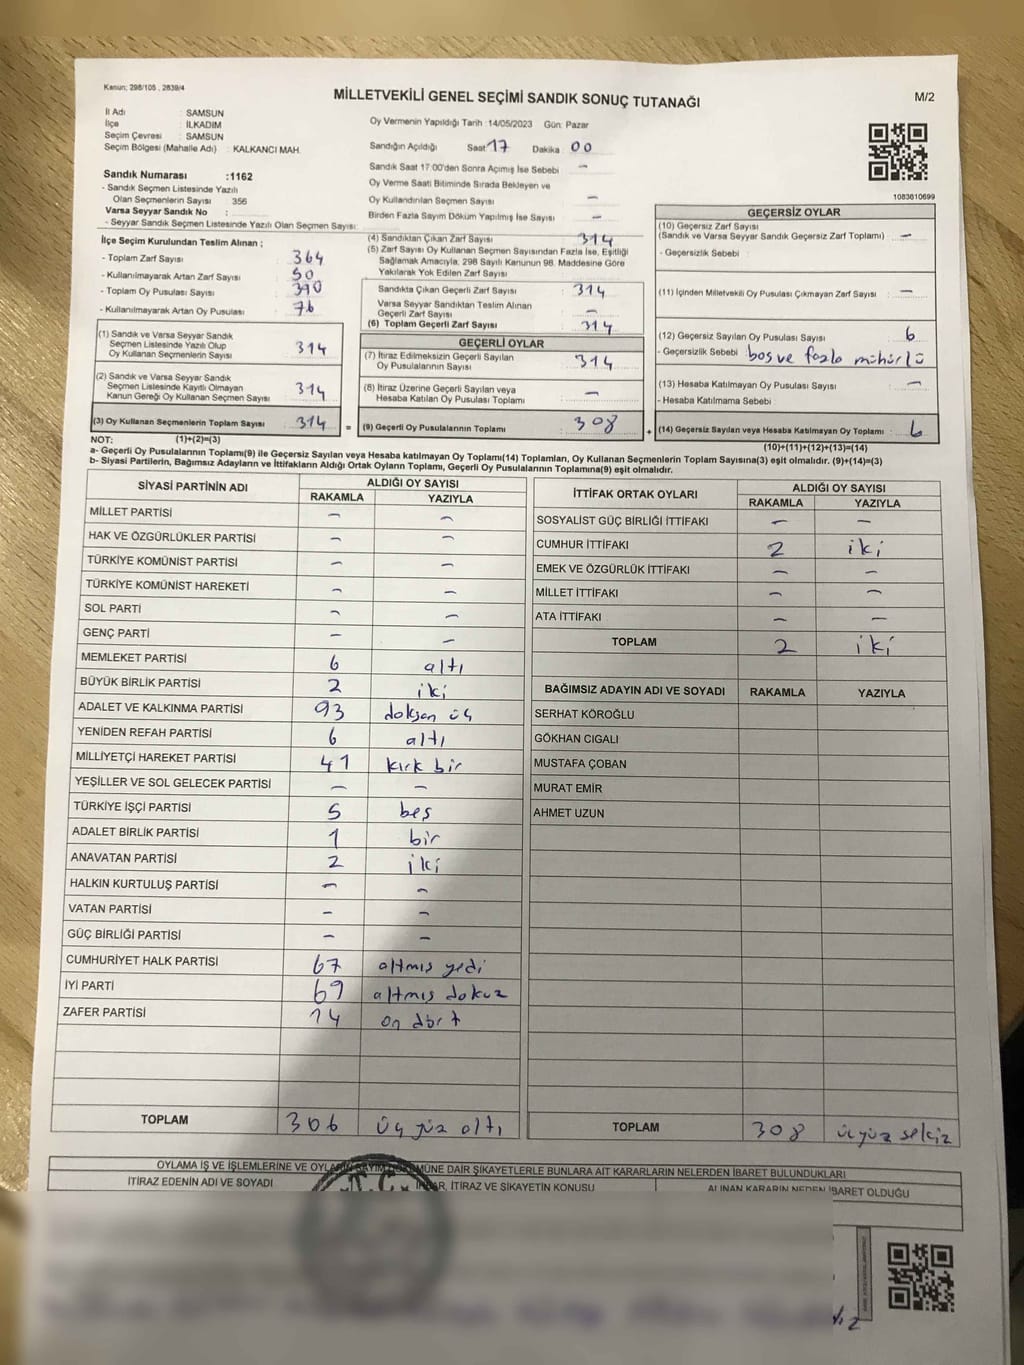 Kanun; 298/105 , 2839/4
MİLLETVEKİLİ GENEL SEÇİMİ SANDIK SONUÇ TUTANAĞI
M/2
İl Adı : SAMSUN
İlçe : İLKADIM
Seçim Çevresi : SAMSUN
Seçim Bölgesi (Mahalle Adı) : KALKANCI MAH.
Sandık Numarası :1162
- Sandık Seçmen Listesinde Yazılı
Olan Seçmenlerin Sayısı : 356
Varsa Seyyar Sandık No :
- Seyyar Sandık Seçmen Listesinde Yazılı Olan Seçmen Sayısı:
Oy Vermenin Yapıldığı Tarih :14/05/2023 Gün: Pazar
Sandığın Açıldığı Saat 17 Dakika 00
Sandık Saat 17:00'den Sonra Açımış İse Sebebi : –
Oy Verme Saati Bitiminde Sırada Bekleyen ve
Oy Kullandırılan Seçmen Sayısı : –
Birden Fazla Sayım Döküm Yapılmış İse Sayısı : –
1083610699
İlçe Seçim Kurulundan Teslim Alınan ;
- Toplam Zarf Sayısı : 364
- Kullanılmayarak Artan Zarf Sayısı : 50
- Toplam Oy Pusulası Sayısı : 390
- Kullanılmayarak Artan Oy Pusulası : 76
(1) Sandık ve Varsa Seyyar Sandık
Seçmen Listesinde Yazılı Olup
Oy Kullanan Seçmenlerin Sayısı : 314
(2) Sandık ve Varsa Seyyar Sandık
Seçmen Listesinde Kayıtlı Olmayan
Kanun Gereği Oy Kullanan Seçmen Sayısı : 314
(3) Oy Kullanan Seçmenlerin Toplam Sayısı : 314
(4) Sandıktan Çıkan Zarf Sayısı : 314
(5) Zarf Sayısı Oy Kullanan Seçmen Sayısından Fazla İse, Eşitliği
Sağlamak Amacıyla, 298 Sayılı Kanunun 98. Maddesine Göre
Yakılarak Yok Edilen Zarf Sayısı
Sandıkta Çıkan Geçerli Zarf Sayısı : 314
Varsa Seyyar Sandıktan Teslim Alınan
Geçerli Zarf Sayısı : –
(6) Toplam Geçerli Zarf Sayısı : 314
GEÇERLİ OYLAR
(7) İtiraz Edilmeksizin Geçerli Sayılan
Oy Pusulalarının Sayısı : 314
(8) İtiraz Üzerine Geçerli Sayılan veya
Hesaba Katılan Oy Pusulası Toplamı : –
= (9) Geçerli Oy Pusulalarının Toplamı : 308
GEÇERSİZ OYLAR
(10) Geçersiz Zarf Sayısı
(Sandık ve Varsa Seyyar Sandık Geçersiz Zarf Toplamı) : –
- Geçersizlik Sebebi :
(11) İçinden Milletvekili Oy Pusulası Çıkmayan Zarf Sayısı : –
(12) Geçersiz Sayılan Oy Pusulası Sayısı : 6
- Geçersizlik Sebebi : boş ve fazla mühürlü
(13) Hesaba Katılmayan Oy Pusulası Sayısı : –
- Hesaba Katılmama Sebebi :
+ (14) Geçersiz Sayılan veya Hesaba Katılmayan Oy Toplamı : 6
NOT: (1)+(2)=(3)
(10)+(11)+(12)+(13)=(14)
a- Geçerli Oy Pusulalarının Toplamı(9) ile Geçersiz Sayılan veya Hesaba katılmayan Oy Toplamı(14) Toplamları, Oy Kullanan Seçmenlerin Toplam Sayısına(3) eşit olmalıdır. (9)+(14)=(3)
b- Siyasi Partilerin, Bağımsız Adayların ve İttifakların Aldığı Ortak Oyların Toplamı, Geçerli Oy Pusulalarının Toplamına(9) eşit olmalıdır.
SİYASİ PARTİNİN ADI ALDIĞI OY SAYISI
RAKAMLA YAZIYLA
MİLLET PARTİSİ – –
HAK VE ÖZGÜRLÜKLER PARTİSİ – –
TÜRKİYE KOMÜNİST PARTİSİ – –
TÜRKİYE KOMÜNİST HAREKETİ – –
SOL PARTİ – –
GENÇ PARTİ – –
MEMLEKET PARTİSİ 6 altı
BÜYÜK BİRLİK PARTİSİ 2 iki
ADALET VE KALKINMA PARTİSİ 93 doksan üç
YENİDEN REFAH PARTİSİ 6 altı
MİLLİYETÇİ HAREKET PARTİSİ 41 kırk bir
YEŞİLLER VE SOL GELECEK PARTİSİ – –
TÜRKİYE İŞÇİ PARTİSİ 5 beş
ADALET BİRLİK PARTİSİ 1 bir
ANAVATAN PARTİSİ 2 iki
HALKIN KURTULUŞ PARTİSİ – –
VATAN PARTİSİ – –
GÜÇ BİRLİĞİ PARTİSİ – –
CUMHURİYET HALK PARTİSİ 67 altmış yedi
İYİ PARTİ 69 altmış dokuz
ZAFER PARTİSİ 14 on dört
TOPLAM 306 üç yüz altı
İTTİFAK ORTAK OYLARI ALDIĞI OY SAYISI
RAKAMLA YAZIYLA
SOSYALİST GÜÇ BİRLİĞİ İTTİFAKI – –
CUMHUR İTTİFAKI 2 iki
EMEK VE ÖZGÜRLÜK İTTİFAKI – –
MİLLET İTTİFAKI – –
ATA İTTİFAKI – –
TOPLAM 2 iki
BAĞIMSIZ ADAYIN ADI VE SOYADI RAKAMLA YAZIYLA
SERHAT KÖROĞLU
GÖKHAN CIGALI
MUSTAFA ÇOBAN
MURAT EMİR
AHMET UZUN
TOPLAM 308 üçyüz sekiz
OYLAMA İŞ VE İŞLEMLERİNE VE OYLARIN SAYIM DÖKÜMÜNE DAİR ŞİKAYETLERLE BUNLARA AİT KARARLARIN NELERDEN İBARET BULUNDUKLARI
İTİRAZ EDENİN ADI VE SOYADI İHBAR, İTİRAZ VE ŞİKAYETİN KONUSU ALINAN KARARIN NEDEN İBARET OLDUĞU
T.C.